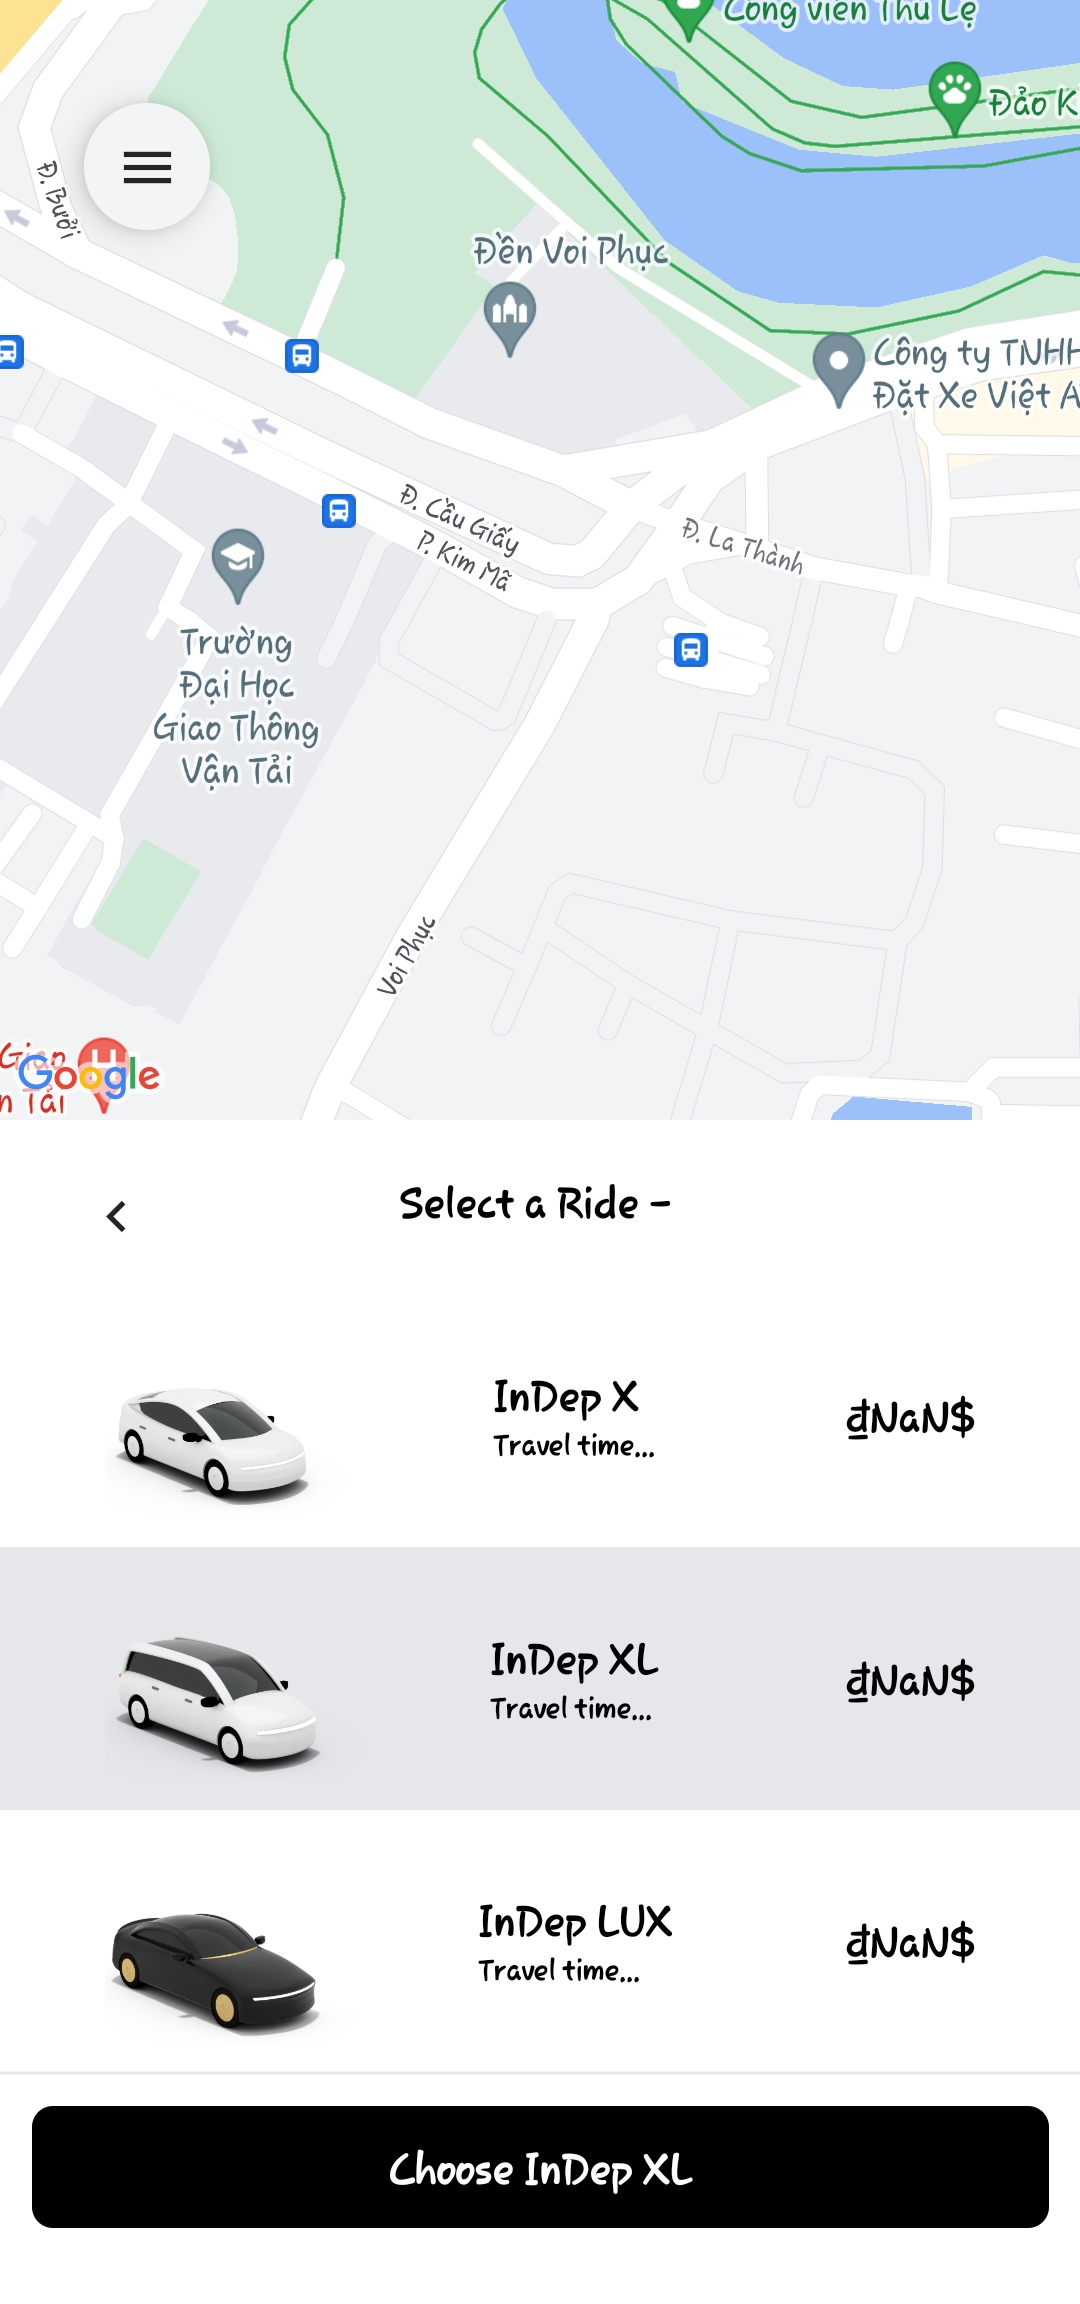 Công viên Thủ Lệ
Đảo K
Đ. Bưởi
Đền Voi Phục
Công ty TNHH
Đặt Xe Việt A
Đ. Cầu Giấy
P. Kim Mã
Đ. La Thành
Trường
Đại Học
Giao Thông
Vận Tải
Voi Phục
Giao
n Tải
Google
Select a Ride -
InDep X
Travel time...
₫NaN$
InDep XL
Travel time...
₫NaN$
InDep LUX
Travel time...
₫NaN$
Choose InDep XL